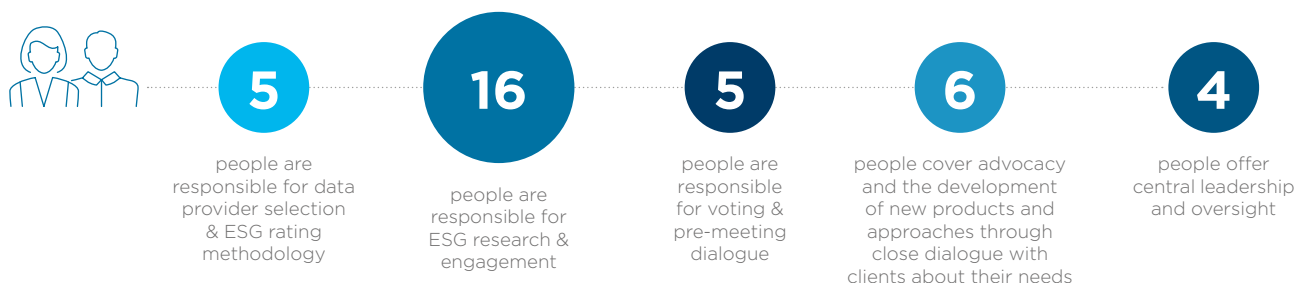 5
people are
responsible for data
provider selection
& ESG rating
methodology
16
people are
responsible for
ESG research &
engagement
5
people are
responsible
for voting &
pre-meeting
dialogue
6
people cover advocacy
and the development
of new products and
approaches through
close dialogue with
clients about their needs
4
people offer
central leadership
and oversight